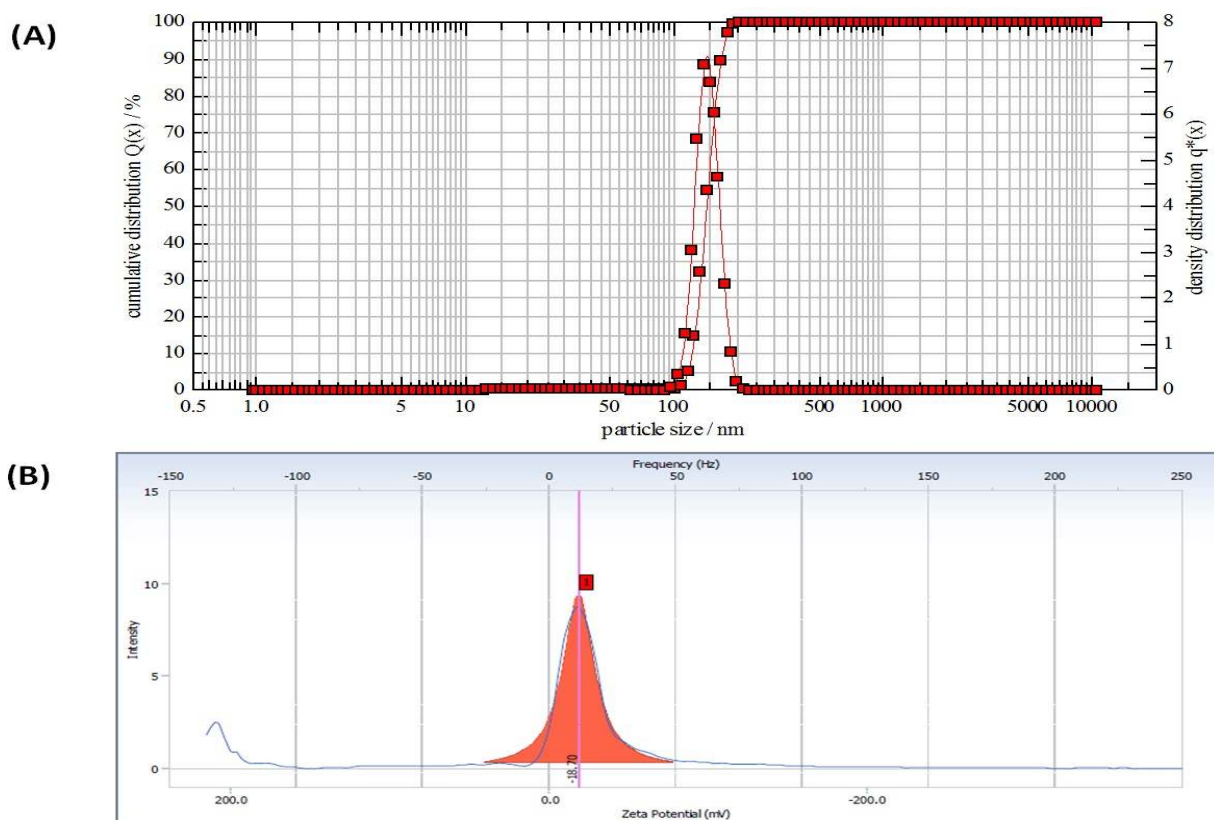 (A)
cumulative distribution Q(x) / %
100
90
80
70
60
50
40
30
20
10
0
8
7
6
5
4
3
2
1
0
density distribution q*(x)
0.5 1.0 5 10 50 100 500 1000 5000 10000
particle size / nm
(B)
Frequency (Hz)
-150 -100 -50 0 50 100 150 200 250
Intensity
15
10
5
0
-18.70
200.0 0.0 -200.0
Zeta Potential (mV)